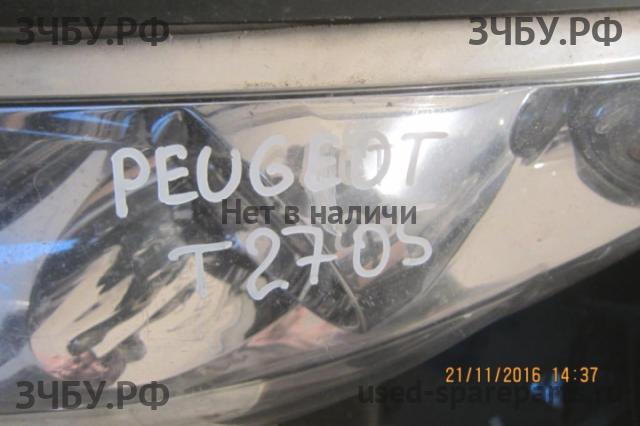 ЗЧБУ.РФ ЗЧБУ.РФ
PEUGEOT
Нет в наличи
T2705
21/11/2016 14:37
ЗЧБУ.РФ used-spareparts.ru